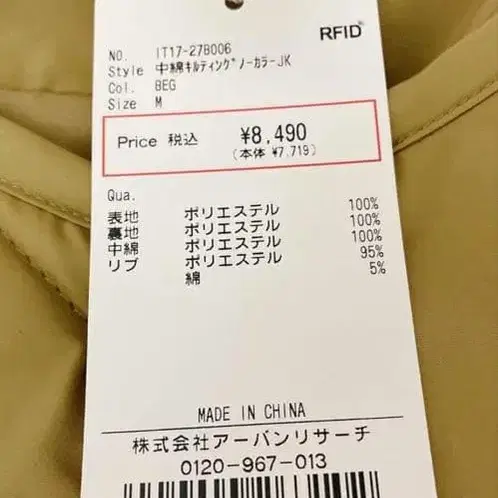 RFID
NO. IT17-27B006
Style 中綿ｷﾙﾃｨﾝｸﾞﾉｰｶﾗｰJK
Col. BEG
Size M
Price 税込 ¥8,490
(本体 ¥7,719)
Qua.
表地 ポリエステル 100%
裏地 ポリエステル 100%
中綿 ポリエステル 100%
リブ ポリエステル 95%
綿 5%
MADE IN CHINA
株式会社アーバンリサーチ
0120-967-013